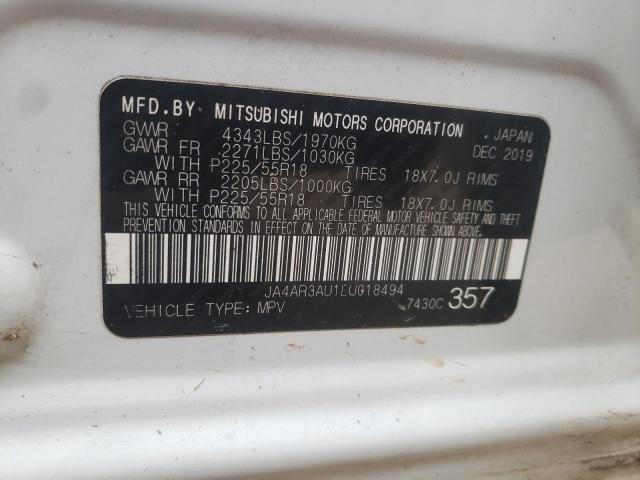 MFD.BY MITSUBISHI MOTORS CORPORATION , JAPAN
GVWR 4343LBS/1970KG DEC 2019
GAWR FR 2271LBS/1030KG
WITH P225/55R18 TIRES 18X7.0J RIMS
GAWR RR 2205LBS/1000KG
WITH P225/55R18 TIRES 18X7.0J RIMS
THIS VEHICLE CONFORMS TO ALL APPLICABLE FEDERAL MOTOR VEHICLE SAFETY AND THEFT
PREVENTION STANDARDS IN EFFECT ON THE DATE OF MANUFACTURE SHOWN ABOVE.
JA4AR3AU1LU018494
VEHICLE TYPE: MPV 7430C 357